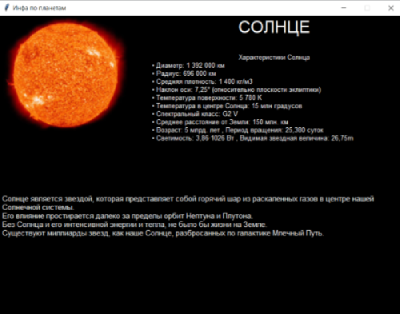 Инфа по планетам
СОЛНЦЕ
Характеристики Солнца
• Диаметр: 1 392 000 км
• Радиус: 696 000 км
• Средняя плотность: 1 400 кг/м3
• Наклон оси: 7,25° (относительно плоскости эклиптики)
• Температура поверхности: 5 780 К
• Температура в центре Солнца: 15 млн градусов
• Спектральный класс: G2 V
• Среднее расстояние от Земли: 150 млн. км
• Возраст: 5 млрд. лет , Период вращения: 25,380 суток
• Светимость: 3,86 1026 Вт , Видимая звездная величина: 26,75m
Солнце является звездой, которая представляет собой горячий шар из раскаленных газов в центре нашей
Солнечной системы.
Его влияние простирается далеко за пределы орбит Нептуна и Плутона.
Без Солнца и его интенсивной энергии и тепла, не было бы жизни на Земле.
Существуют миллиарды звезд, как наше Солнце, разбросанных по галактике Млечный Путь.